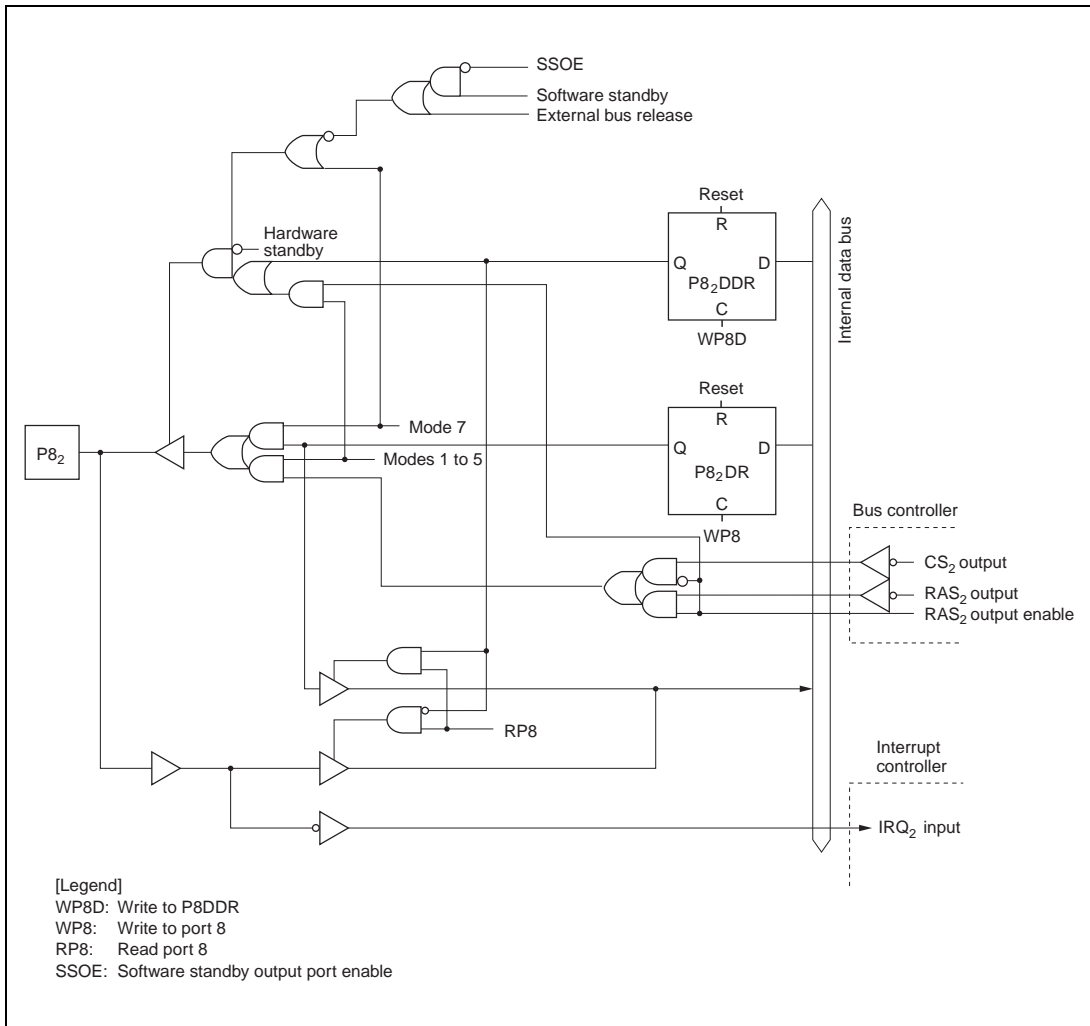 SSOE
Software standby
External bus release
Reset
R
Hardware
standby
Q
D
P8₂DDR
C
WP8D
Internal data bus
Reset
R
Mode 7
Q
D
P8₂
Modes 1 to 5
P8₂DR
C
WP8
Bus controller
CS₂ output
RAS₂ output
RAS₂ output enable
RP8
Interrupt
controller
IRQ₂ input
[Legend]
WP8D: Write to P8DDR
WP8: Write to port 8
RP8: Read port 8
SSOE: Software standby output port enable